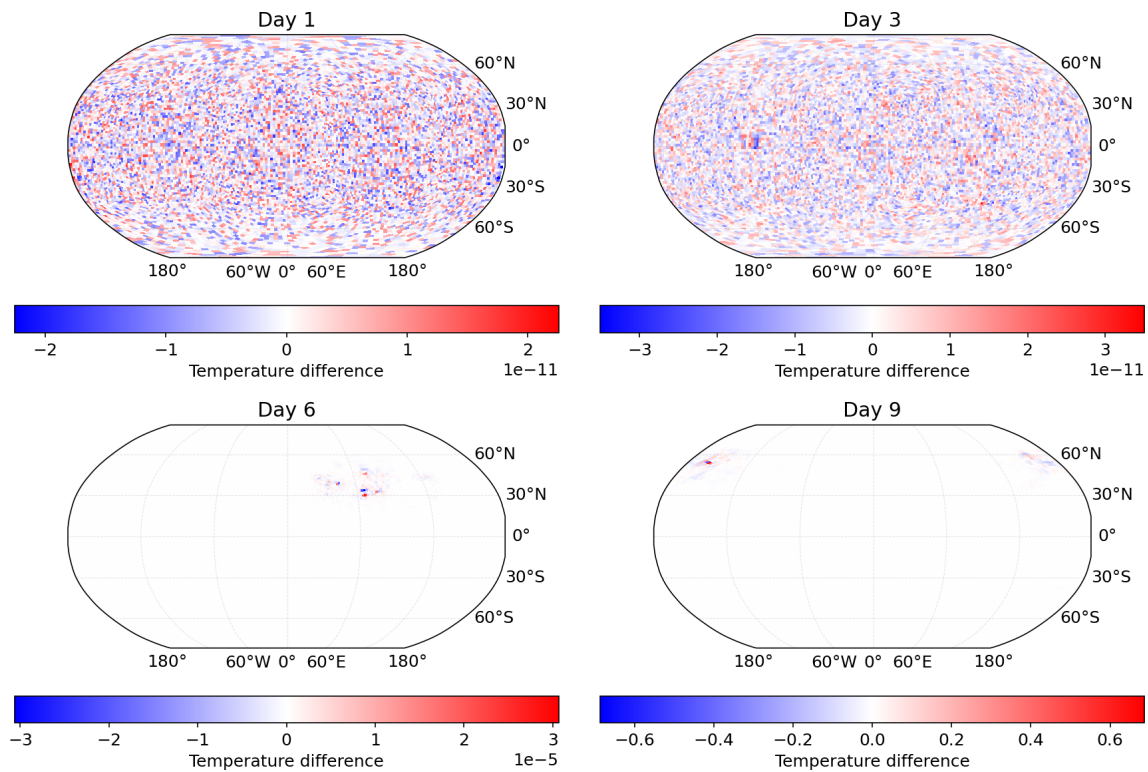 Day 1
60°N
30°N
0°
30°S
60°S
180° 60°W 0° 60°E 180°
−2 −1 0 1 2
1e−11
Temperature difference
Day 3
60°N
30°N
0°
30°S
60°S
180° 60°W 0° 60°E 180°
−3 −2 −1 0 1 2 3
1e−11
Temperature difference
Day 6
60°N
30°N
0°
30°S
60°S
180° 60°W 0° 60°E 180°
−3 −2 −1 0 1 2 3
1e−5
Temperature difference
Day 9
60°N
30°N
0°
30°S
60°S
180° 60°W 0° 60°E 180°
−0.6 −0.4 −0.2 0.0 0.2 0.4 0.6
Temperature difference